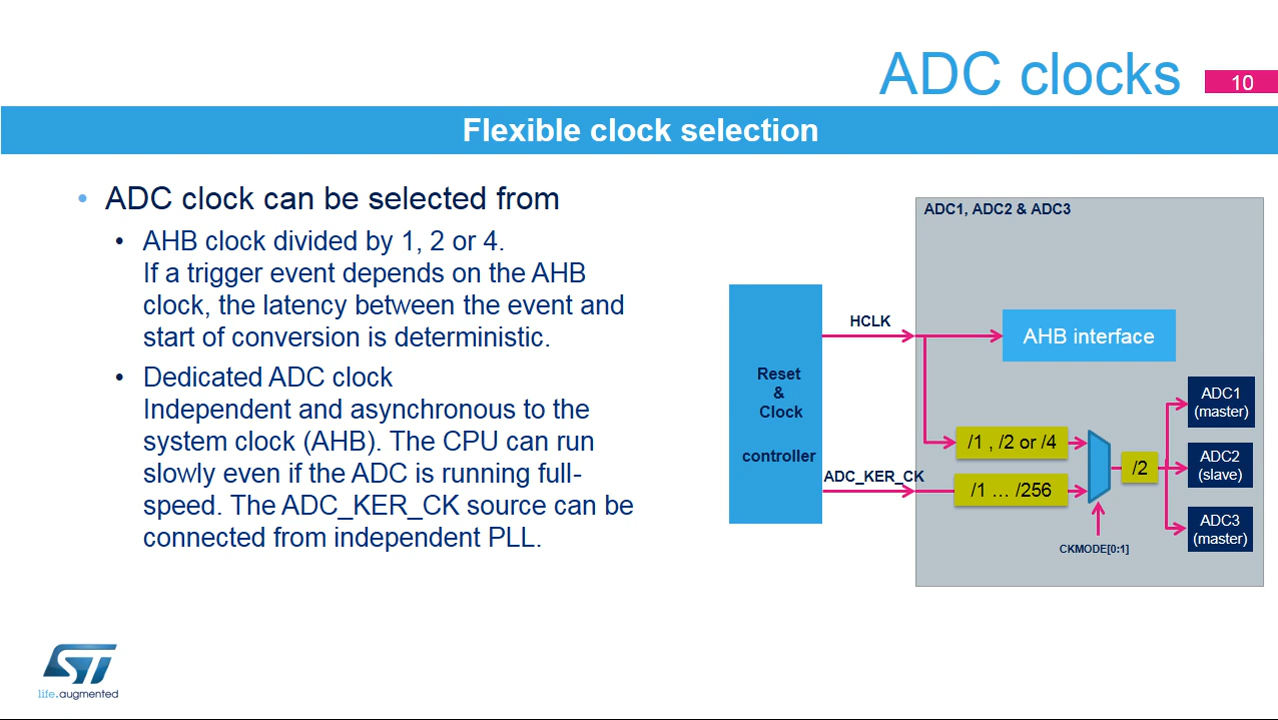 ADC clocks
10
Flexible clock selection
• ADC clock can be selected from
• AHB clock divided by 1, 2 or 4.
If a trigger event depends on the AHB
clock, the latency between the event and
start of conversion is deterministic.
• Dedicated ADC clock
Independent and asynchronous to the
system clock (AHB). The CPU can run
slowly even if the ADC is running full-
speed. The ADC_KER_CK source can be
connected from independent PLL.
ADC1, ADC2 & ADC3
Reset
&
Clock
controller
HCLK
AHB interface
ADC_KER_CK
/1 , /2 or /4
/1 … /256
/2
CKMODE[0:1]
ADC1
(master)
ADC2
(slave)
ADC3
(master)
ST
life.augmented